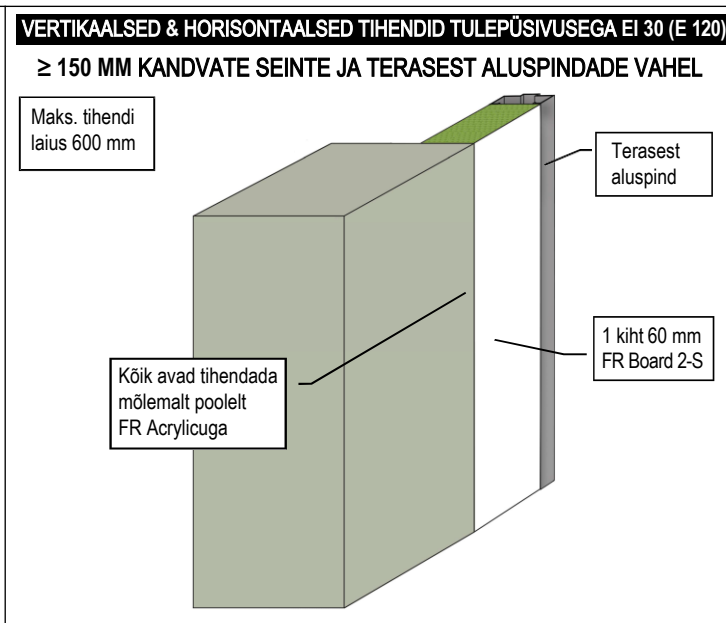 VERTIKAALSED & HORISONTAALSED TIHENDID TULEPÜSIVUSEGA EI 30 (E 120)
≥ 150 MM KANDVATE SEINTE JA TERASEST ALUSPINDADE VAHEL
Maks. tihendi
laius 600 mm
Terasest
aluspind
1 kiht 60 mm
FR Board 2-S
Kõik avad tihendada
mõlemalt poolelt
FR Acrylicuga